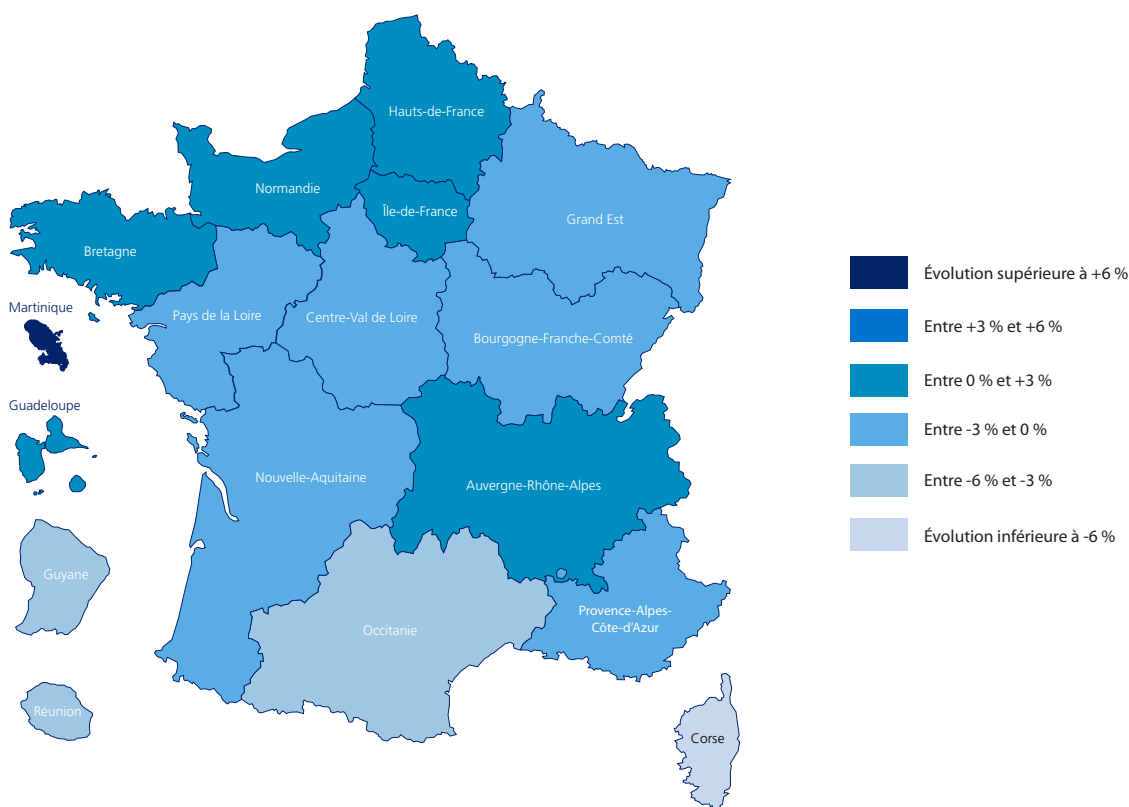 Hauts-de-France
Normandie
Île-de-France
Grand Est
Bretagne
Martinique
Pays de la Loire
Centre-Val de Loire
Bourgogne-Franche-Comté
Guadeloupe
Nouvelle-Aquitaine
Auvergne-Rhône-Alpes
Guyane
Provence-Alpes-
Côte-d'Azur
Occitanie
Réunion
Corse
Évolution supérieure à +6 %
Entre +3 % et +6 %
Entre 0 % et +3 %
Entre -3 % et 0 %
Entre -6 % et -3 %
Évolution inférieure à -6 %